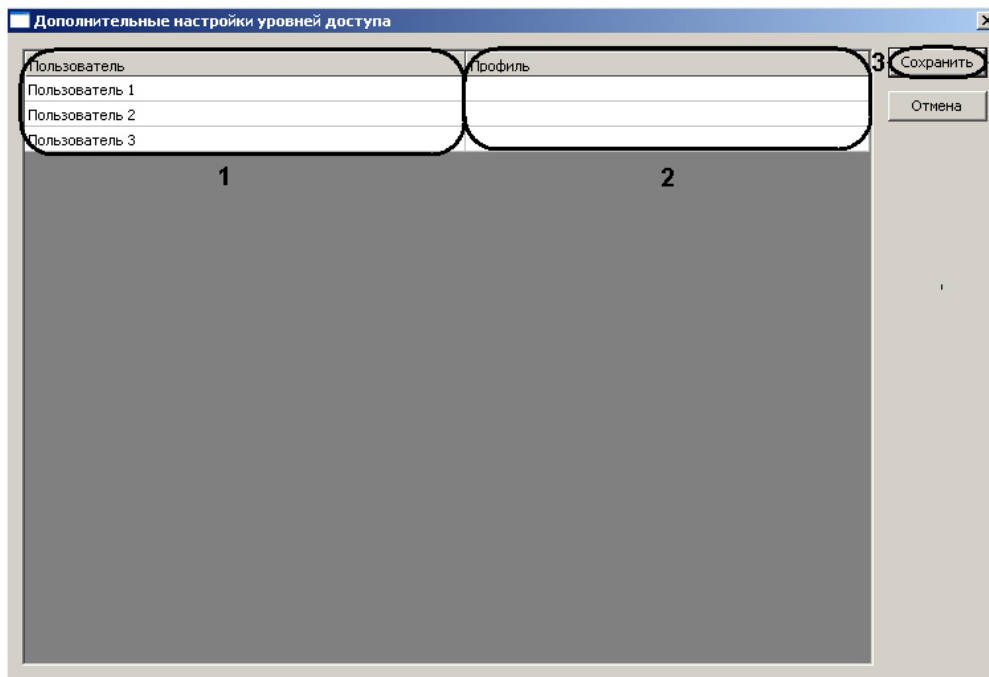 Дополнительные настройки уровней доступа
Пользователь Профиль 3 Сохранить
Пользователь 1
Пользователь 2 Отмена
Пользователь 3
1 2